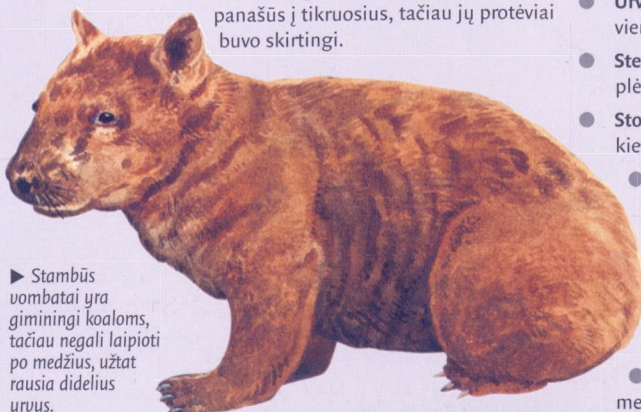 panašūs į tikruosius, tačiau jų protėviai
buvo skirtingi.
▶ Stambūs
vombatai yra
giminingi koaloms,
tačiau negali laipioti
po medžius, užtat
rausia didelius
urvus.